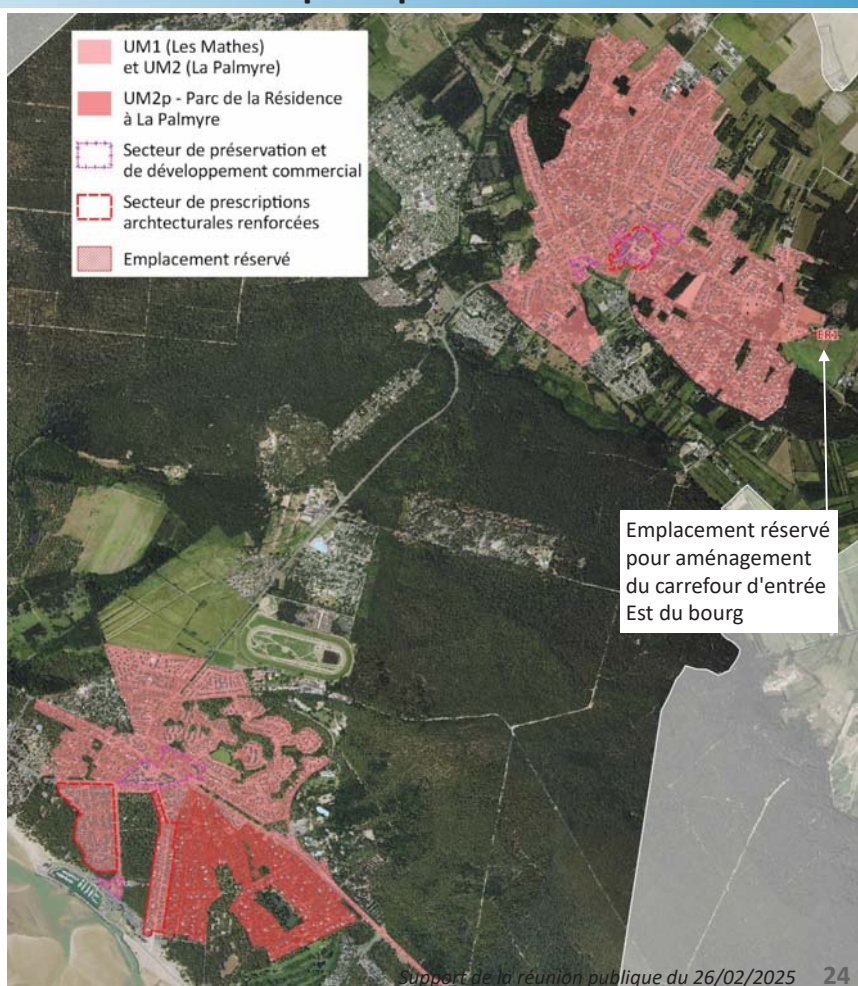 UM1 (Les Mathes)
et UM2 (La Palmyre)
UM2p - Parc de la Résidence
à La Palmyre
Secteur de préservation et
de développement commercial
Secteur de prescriptions
archtecturales renforcées
Emplacement réservé
ER1
Emplacement réservé
pour aménagement
du carrefour d'entrée
Est du bourg
Support de la réunion publique du 26/02/2025 24